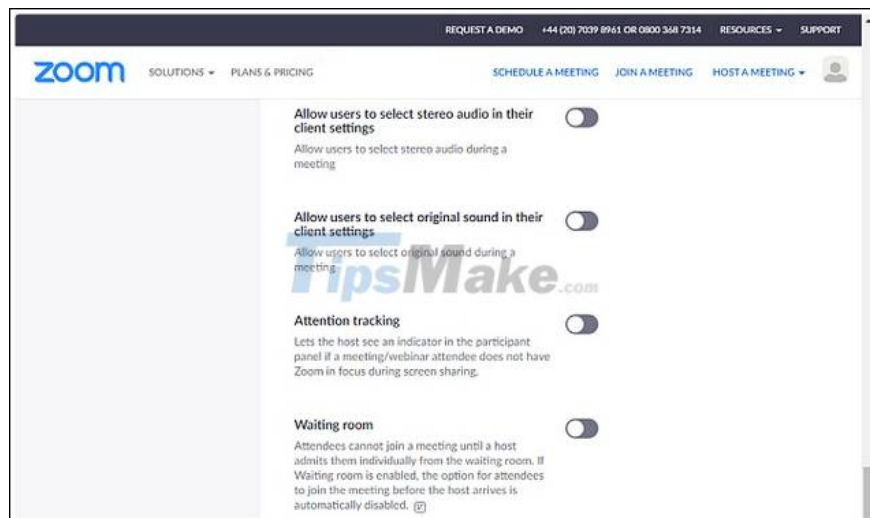 REQUEST A DEMO +44 (20) 7039 8961 OR 0800 368 7314 RESOURCES SUPPORT
zoom SOLUTIONS PLANS & PRICING SCHEDULE A MEETING JOIN A MEETING HOST A MEETING
Allow users to select stereo audio in their
client settings
Allow users to select stereo audio during a
meeting
Allow users to select original sound in their
client settings
Allow users to select original sound during a
meeting
TipsMake.com
Attention tracking
Lets the host see an indicator in the participant
panel if a meeting/webinar attendee does not have
Zoom in focus during screen sharing.
Waiting room
Attendees cannot join a meeting until a host
admits them individually from the waiting room. If
Waiting room is enabled, the option for attendees
to join the meeting before the host arrives is
automatically disabled.